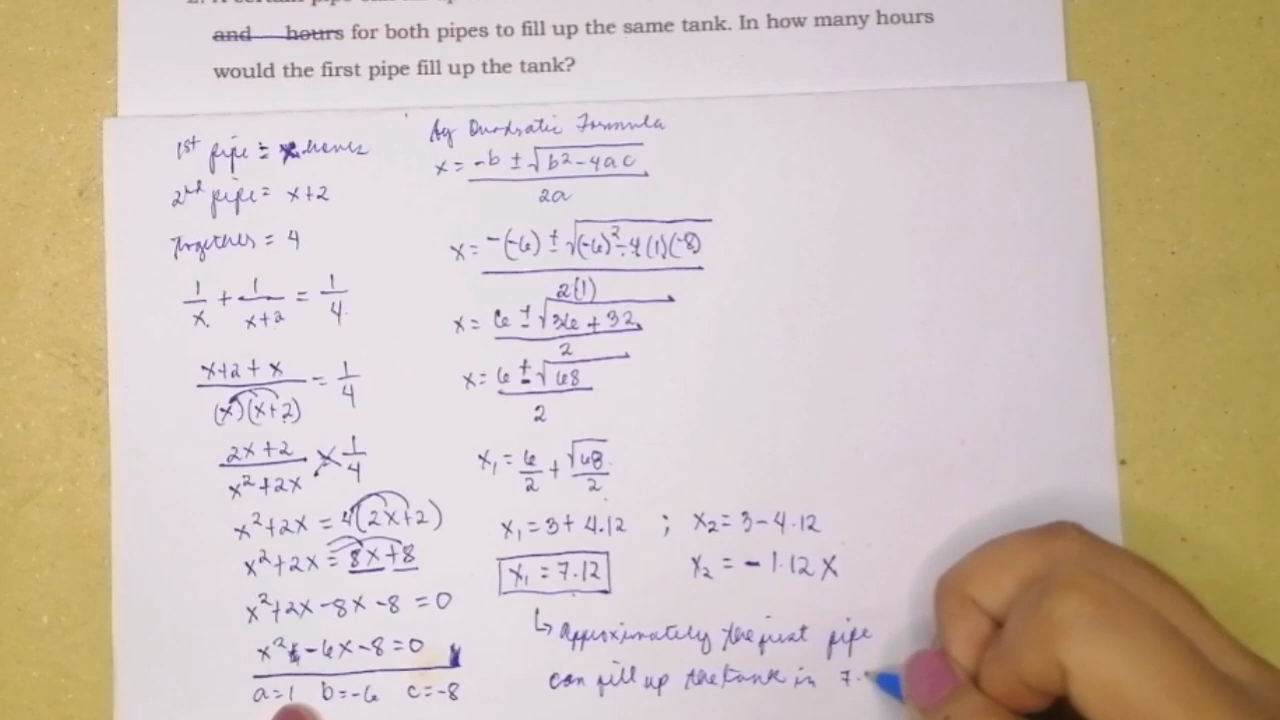 and hours for both pipes to fill up the same tank. In how many hours
would the first pipe fill up the tank?
1st pipe = x hours
2nd pipe = x+2
Together = 4
1/x + 1/(x+2) = 1/4
(x+2+x)/((x)(x+2)) = 1/4
(2x+2)/(x²+2x) 1/4
x²+2x = 4(2x+2)
x²+2x = 8x+8
x²+2x-8x-8=0
x²-6x-8=0
a=1 b=-6 c=-8
By Quadratic Formula
x = (-b ± √(b²-4ac))/(2a)
x = (-(-6) ± √((-6)²-4(1)(-8)))/(2(1))
x = (6 ± √(36+32))/2
x = (6 ± √68)/2
x₁ = 6/2 + √68/2
x₁ = 3+4.12 ; x₂ = 3-4.12
x₁ = 7.12 x₂ = -1.12 x
↳ Approximately the first pipe
can fill up the tank in 7.